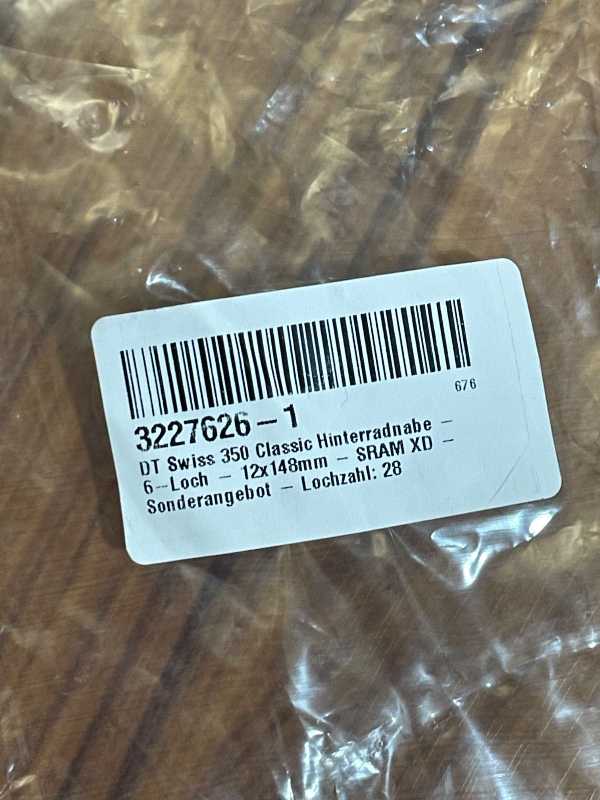 676
3227626-1
DT Swiss 350 Classic Hinterradnabe -
6-Loch - 12x148mm - SRAM XD -
Sonderangebot - Lochzahl: 28